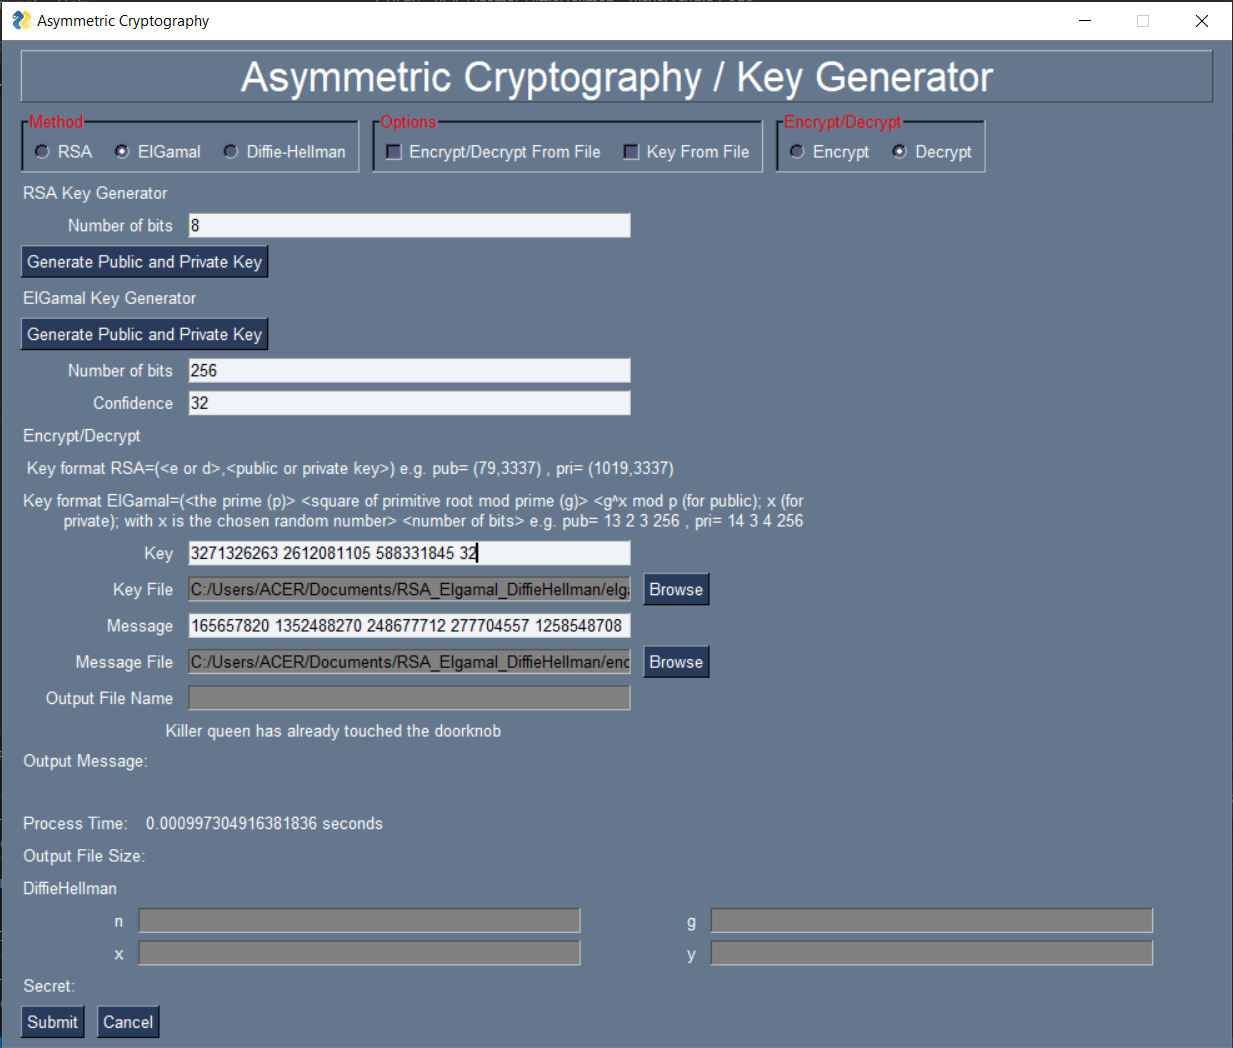 Asymmetric Cryptography
Asymmetric Cryptography / Key Generator
Method
RSA ElGamal Diffie-Hellman
Options
Encrypt/Decrypt From File Key From File
Encrypt/Decrypt
Encrypt Decrypt
RSA Key Generator
Number of bits 8
Generate Public and Private Key
ElGamal Key Generator
Generate Public and Private Key
Number of bits 256
Confidence 32
Encrypt/Decrypt
Key format RSA=(<e or d>,<public or private key>) e.g. pub= (79,3337) , pri= (1019,3337)
Key format ElGamal=(<the prime (p)> <square of primitive root mod prime (g)> <g^x mod p (for public); x (for
private); with x is the chosen random number> <number of bits> e.g. pub= 13 2 3 256 , pri= 14 3 4 256
Key 3271326263 2612081105 588331845 32
Key File C:/Users/ACER/Documents/RSA_Elgamal_DiffieHellman/elga Browse
Message 165657820 1352488270 248677712 277704557 1258548708
Message File C:/Users/ACER/Documents/RSA_Elgamal_DiffieHellman/enc Browse
Output File Name
Killer queen has already touched the doorknob
Output Message:
Process Time: 0.000997304916381836 seconds
Output File Size:
DiffieHellman
n g
x y
Secret:
Submit Cancel